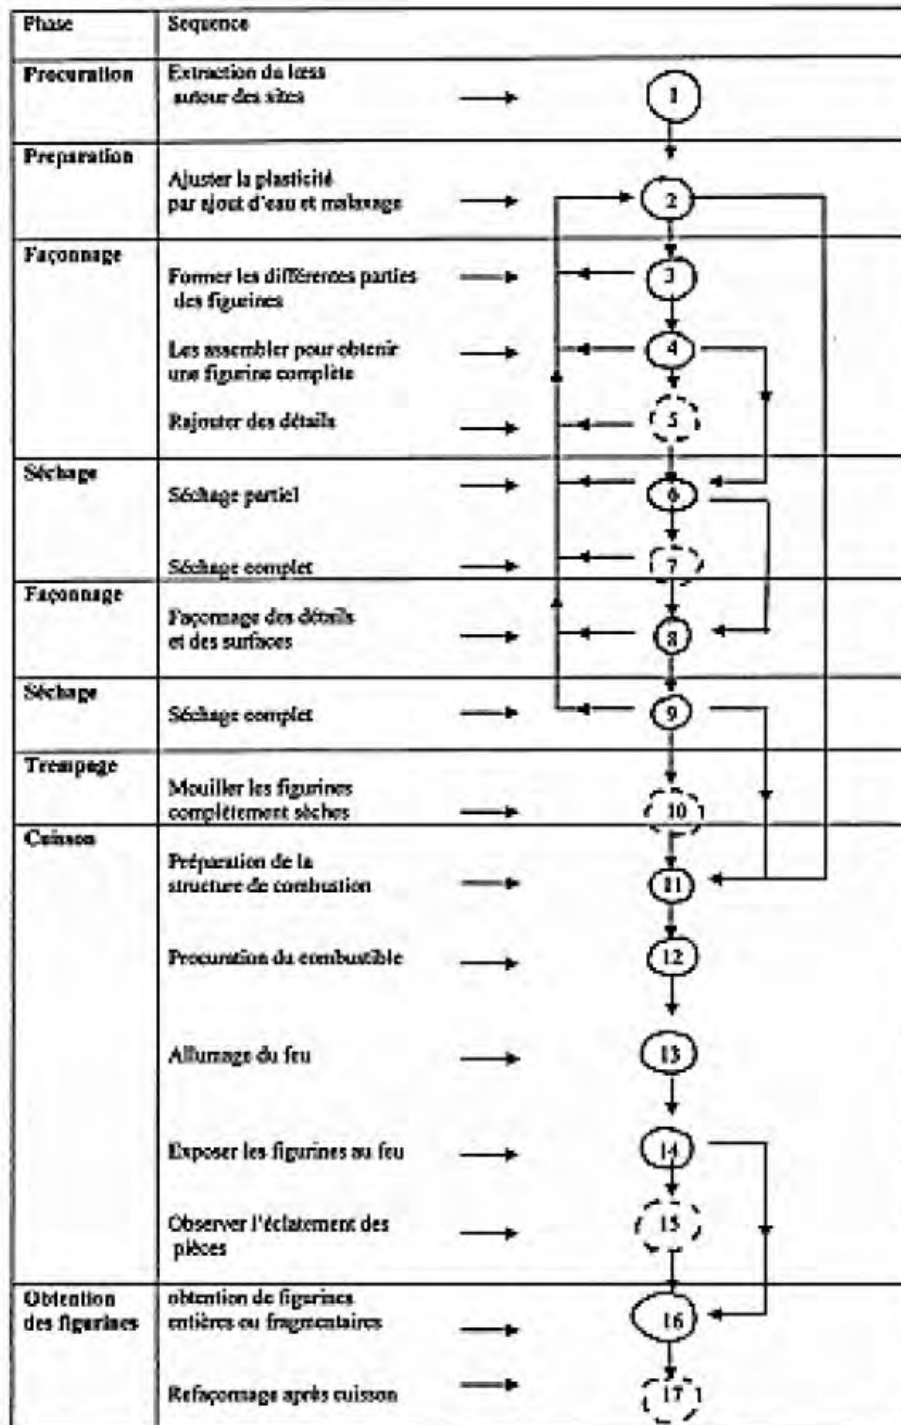 Phase Sequence
Procuration Extraction du lœss
autour des sites
1
Preparation
Ajuster la plasticité
par ajout d'eau et malaxage
2
Façonnage
Former les différentes parties
des figurines
3
Les assembler pour obtenir
une figurine complète
4
Rajouter des détails
5
Séchage
Séchage partiel
6
Séchage complet
7
Façonnage
Façonnage des détails
et des surfaces
8
Séchage
Séchage complet
9
Trempage
Mouiller les figurines
complètement sèches
10
Cuisson
Préparation de la
structure de combustion
11
Procuration du combustible
12
Allumage du feu
13
Exposer les figurines au feu
14
Observer l'éclatement des
pièces
15
Obtention
des figurines
obtention de figurines
entières ou fragmentaires
16
Refaçonnage après cuisson
17